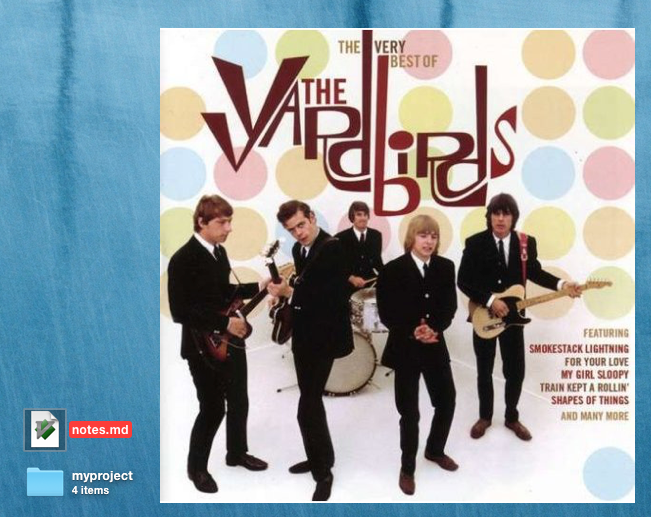 THE VERY
BEST OF
THE
YARDBIRDS
FEATURING
SMOKESTACK LIGHTNING
FOR YOUR LOVE
MY GIRL SLOOPY
TRAIN KEPT A ROLLIN'
SHAPES OF THINGS
AND MANY MORE
notes.md
myproject
4 items